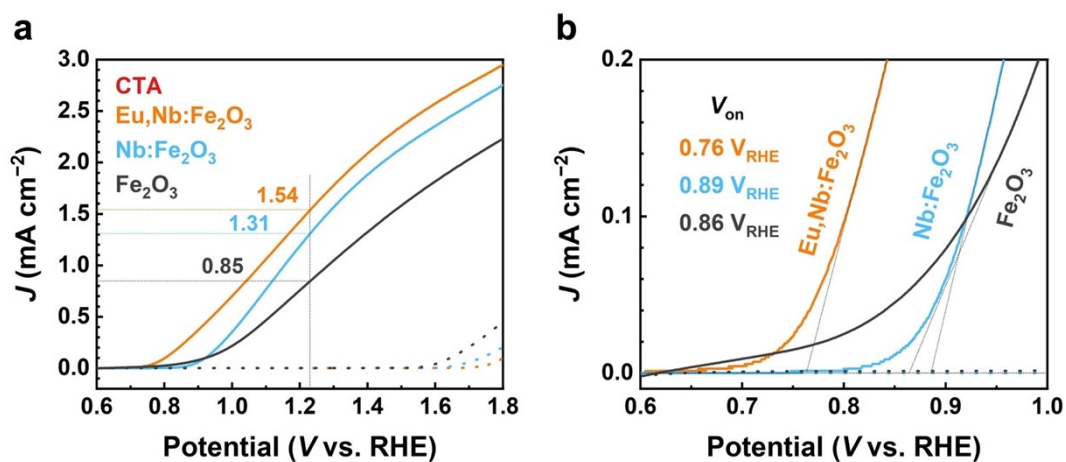 a
3.0
2.5
2.0
1.5
1.0
0.5
0.0
J (mA cm⁻²)
CTA
Eu,Nb:Fe₂O₃
Nb:Fe₂O₃
Fe₂O₃
1.54
1.31
0.85
0.6 0.8 1.0 1.2 1.4 1.6 1.8
Potential (V vs. RHE)
b
0.2
0.1
0.0
J (mA cm⁻²)
Vₒₙ
0.76 V_RHE
0.89 V_RHE
0.86 V_RHE
Eu,Nb:Fe₂O₃
Nb:Fe₂O₃
Fe₂O₃
0.6 0.7 0.8 0.9 1.0
Potential (V vs. RHE)